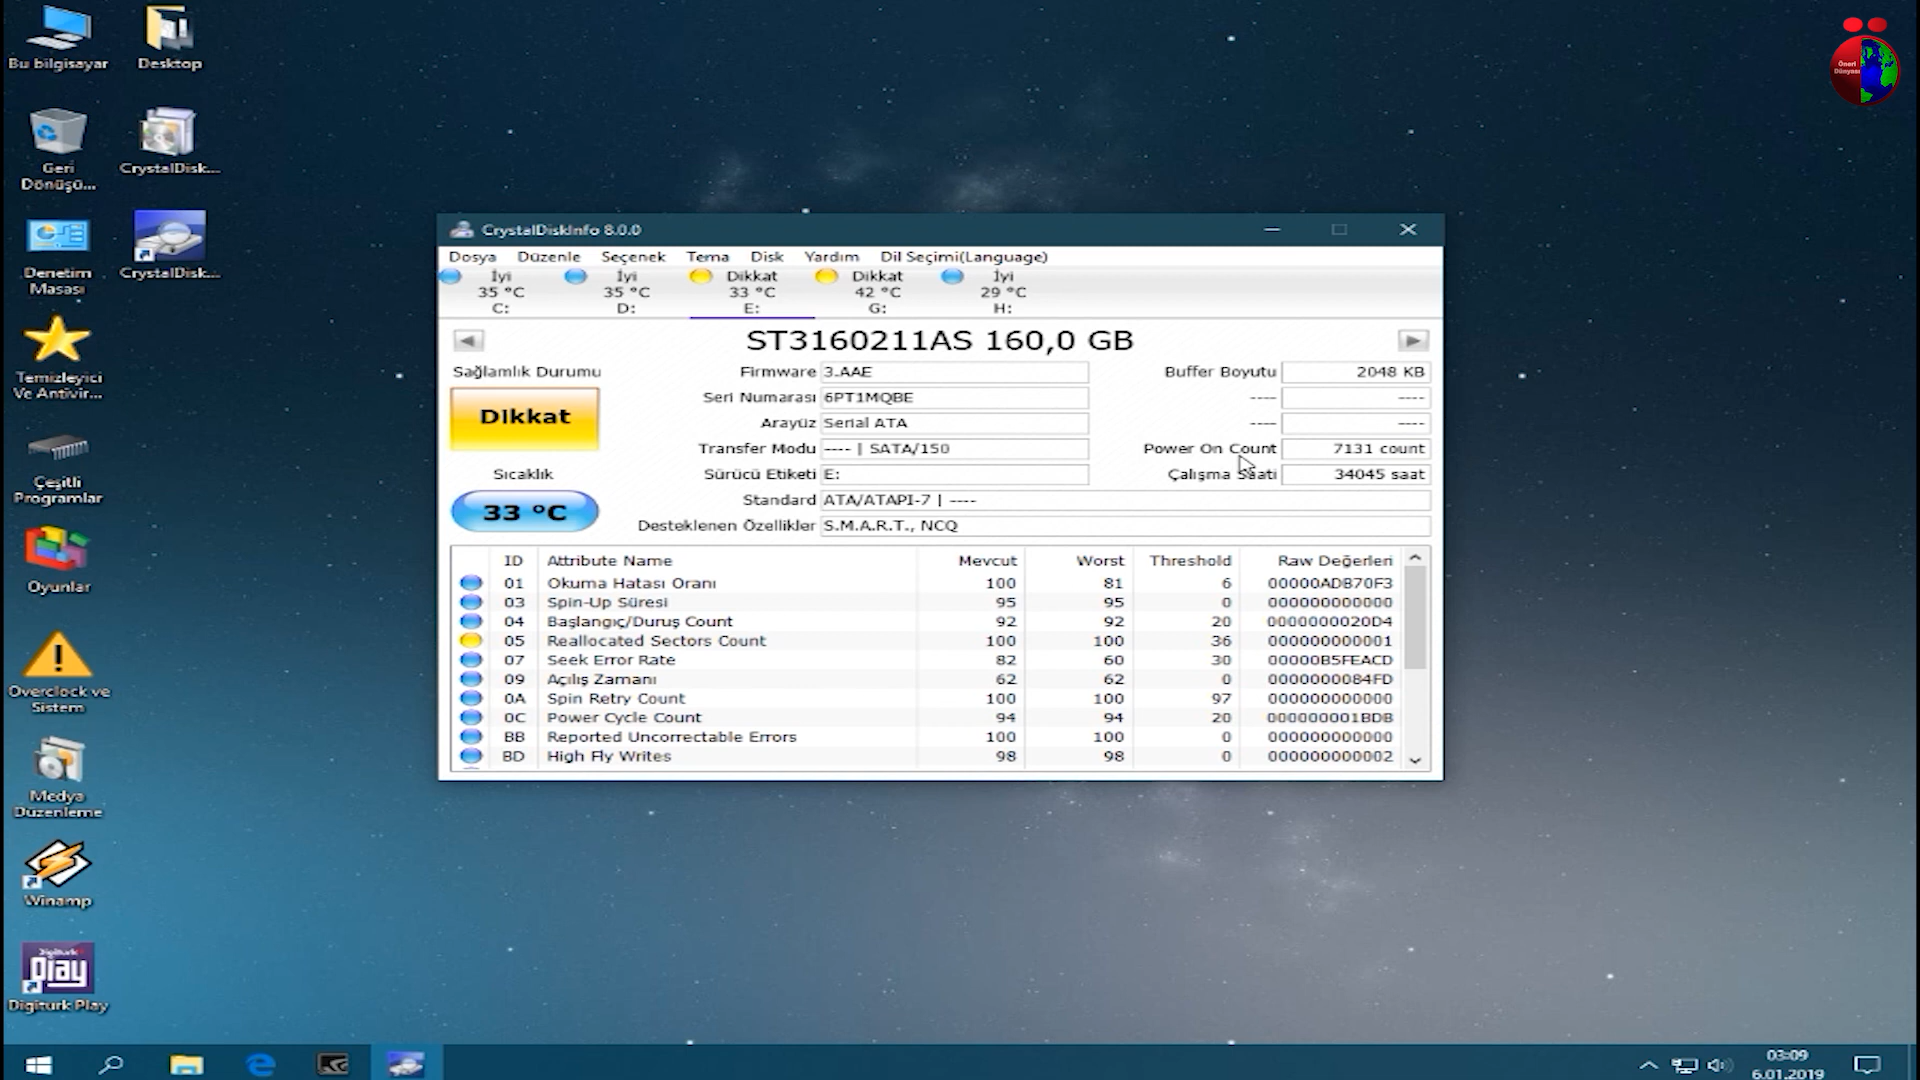 Bu bilgisayar
Desktop
Geri
Dönüşü...
CrystalDisk...
Denetim
Masası
CrystalDisk...
Temizleyici
Ve Antivir...
Çeşitli
Programlar
Oyunlar
Overclock ve
Sistem
Medya
Düzenleme
Winamp
Digiturk
play
Digiturk Play
Öneri
Dünyası
CrystalDiskInfo 8.0.0
Dosya Düzenle Seçenek Tema Disk Yardım Dil Seçimi(Language)
İyi İyi Dikkat Dikkat İyi
35 °C 35 °C 33 °C 42 °C 29 °C
C: D: E: G: H:
ST3160211AS 160,0 GB
Sağlamlık Durumu
Dikkat
Sıcaklık
33 °C
Firmware 3.AAE Buffer Boyutu 2048 KB
Seri Numarası 6PT1MQBE ---- ----
Arayüz Serial ATA ---- ----
Transfer Modu ---- | SATA/150 Power On Count 7131 count
Sürücü Etiketi E: Çalışma Saati 34045 saat
Standard ATA/ATAPI-7 | ----
Desteklenen Özellikler S.M.A.R.T., NCQ
ID Attribute Name Mevcut Worst Threshold Raw Değerleri
01 Okuma Hatası Oranı 100 81 6 00000ADB70F3
03 Spin-Up Süresi 95 95 0 000000000000
04 Başlangıç/Duruş Count 92 92 20 0000000020D4
05 Reallocated Sectors Count 100 100 36 000000000001
07 Seek Error Rate 82 60 30 00000B5FEACD
09 Açılış Zamanı 62 62 0 0000000084FD
0A Spin Retry Count 100 100 97 000000000000
0C Power Cycle Count 94 94 20 000000001BDB
BB Reported Uncorrectable Errors 100 100 0 000000000000
BD High Fly Writes 98 98 0 000000000002
03:09
6.01.2019